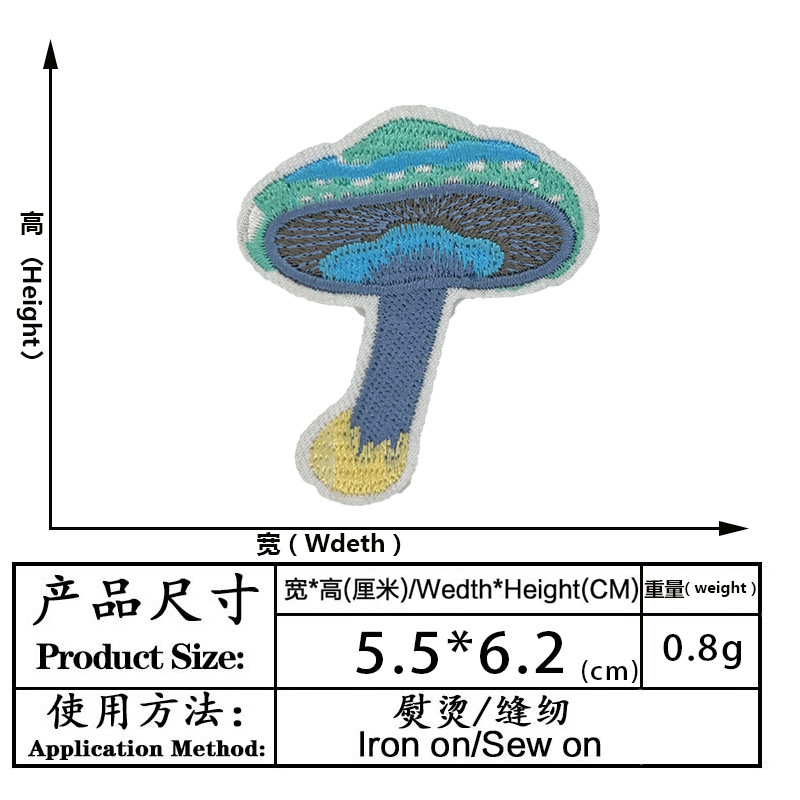 高
(Height)
宽 ( Wdeth )
产品尺寸
Product Size:
宽*高(厘米)/Wedth*Height(CM)
重量( weight )
5.5*6.2 (cm)
0.8g
使用方法:
Application Method:
熨烫/缝纫
Iron on/Sew on